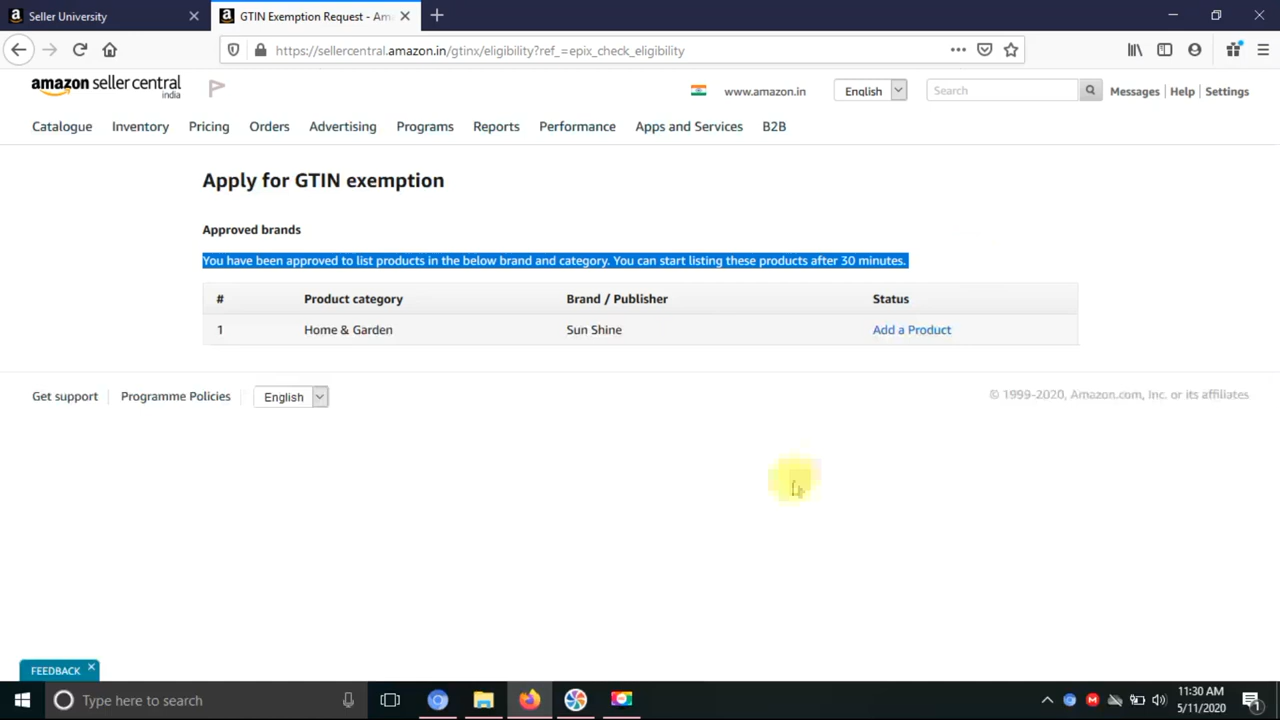 Seller University
GTIN Exemption Request - Am
https://sellercentral.amazon.in/gtinx/eligibility?ref_=epix_check_eligibility
amazon seller central
india
www.amazon.in
English
Search
Messages | Help | Settings
Catalogue Inventory Pricing Orders Advertising Programs Reports Performance Apps and Services B2B
Apply for GTIN exemption
Approved brands
You have been approved to list products in the below brand and category. You can start listing these products after 30 minutes.
# Product category Brand / Publisher Status
1 Home & Garden Sun Shine Add a Product
Get support Programme Policies English
© 1999-2020, Amazon.com, Inc. or its affiliates
FEEDBACK
Type here to search
11:30 AM
5/11/2020
1